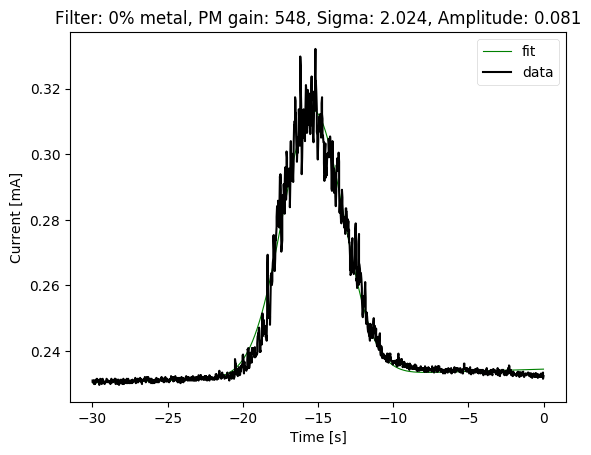 Filter: 0% metal, PM gain: 548, Sigma: 2.024, Amplitude: 0.081
fit
data
0.32
0.30
0.28
0.26
0.24
Current [mA]
−30
−25
−20
−15
−10
−5
0
Time [s]